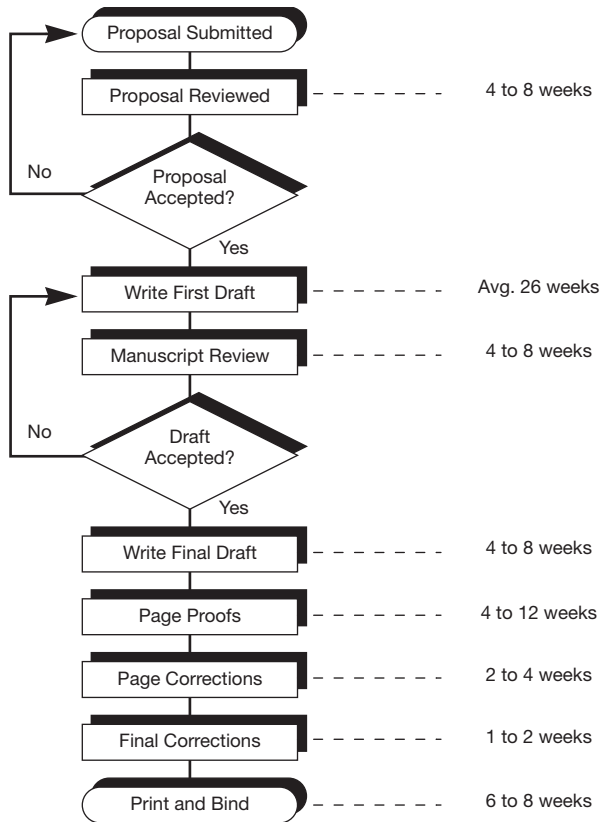 Proposal Submitted
Proposal Reviewed
4 to 8 weeks
No
Proposal
Accepted?
Yes
Write First Draft
Avg. 26 weeks
Manuscript Review
4 to 8 weeks
No
Draft
Accepted?
Yes
Write Final Draft
4 to 8 weeks
Page Proofs
4 to 12 weeks
Page Corrections
2 to 4 weeks
Final Corrections
1 to 2 weeks
Print and Bind
6 to 8 weeks